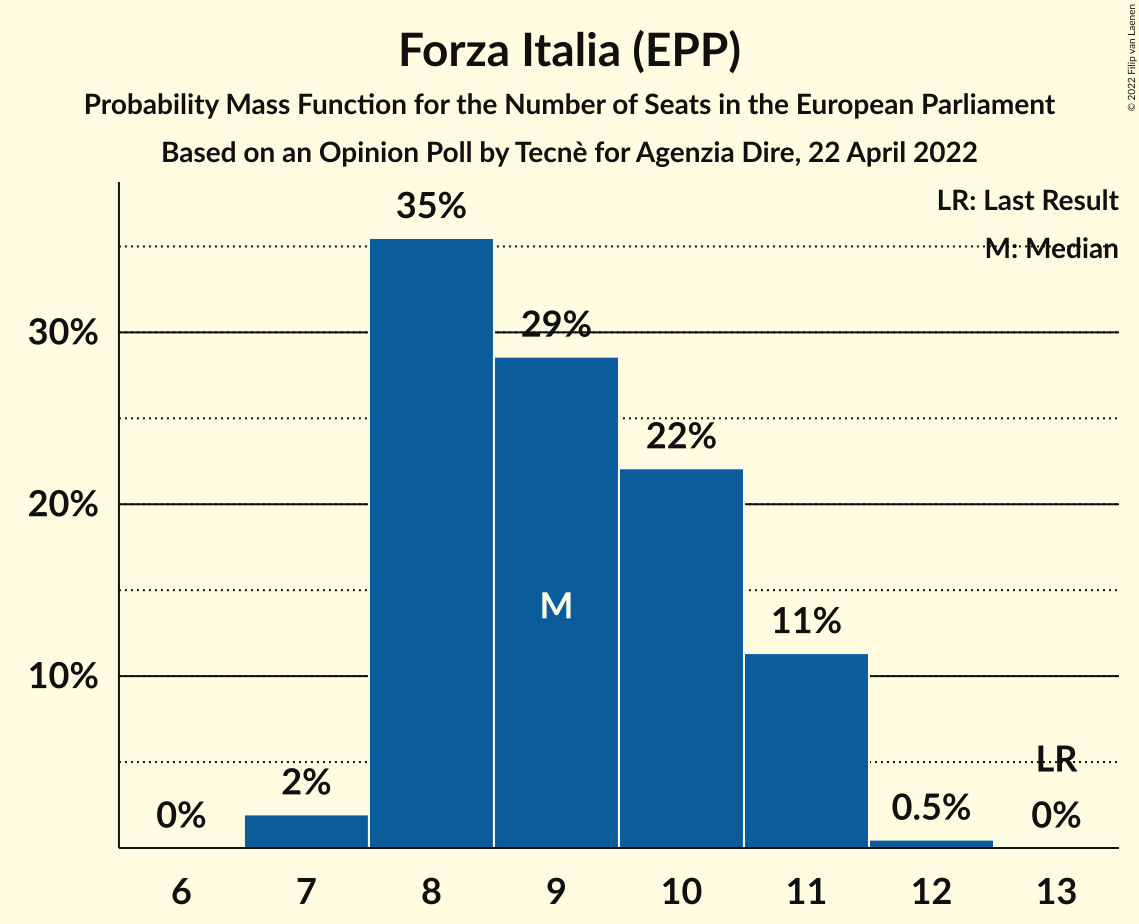 Forza Italia (EPP)
Probability Mass Function for the Number of Seats in the European Parliament
Based on an Opinion Poll by Tecnè for Agenzia Dire, 22 April 2022
© 2022 Filip van Laenen
LR: Last Result
M: Median
35%
29%
30%
22%
20%
M
11%
10%
LR
2%
0.5%
0%
0%
6 7 8 9 10 11 12 13